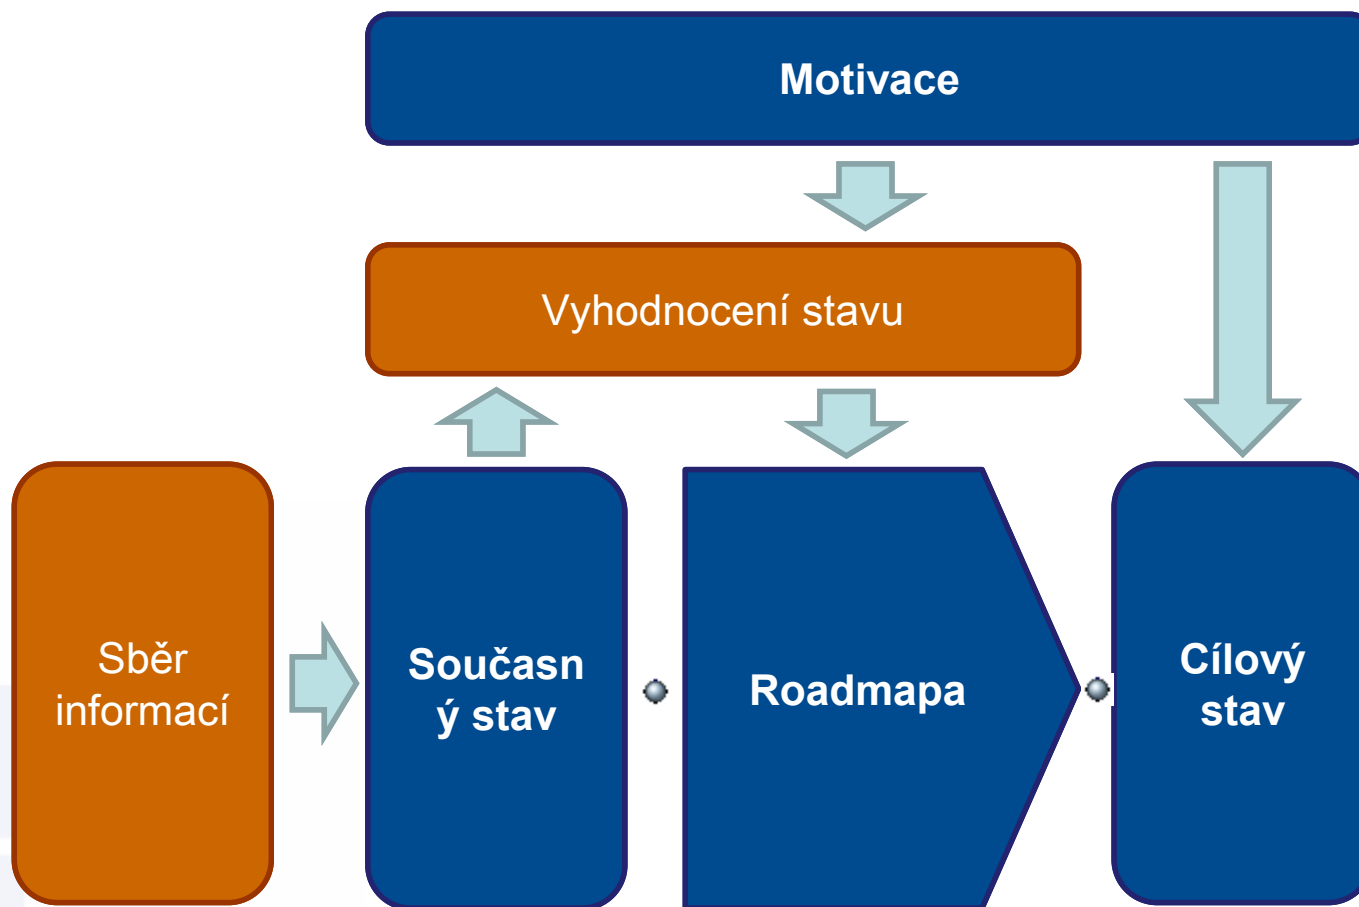 Motivace
Vyhodnocení stavu
Sběr
informací
Současn
ý stav
Roadmapa
Cílový
stav